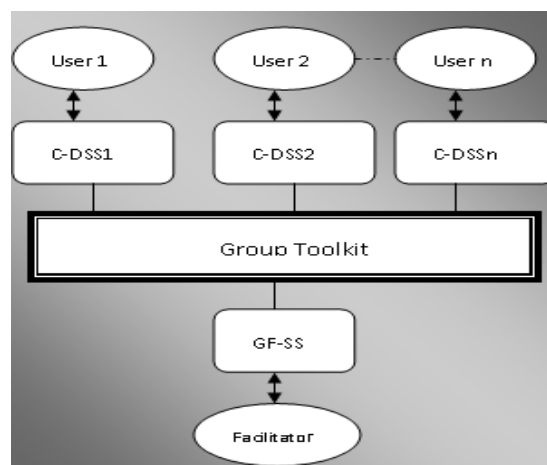 User 1
User 2
User n
C-DSS1
C-DSS2
C-DSSn
Group Toolkit
GF-SS
Facilitator